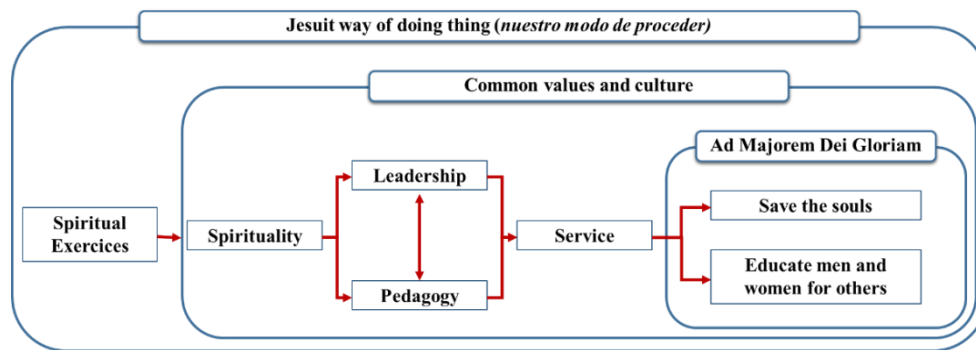 Jesuit way of doing thing (nuestro modo de proceder)
Common values and culture
Ad Majorem Dei Gloriam
Leadership
Save the souls
Spiritual
Exercices
Spirituality
Service
Educate men and
women for others
Pedagogy